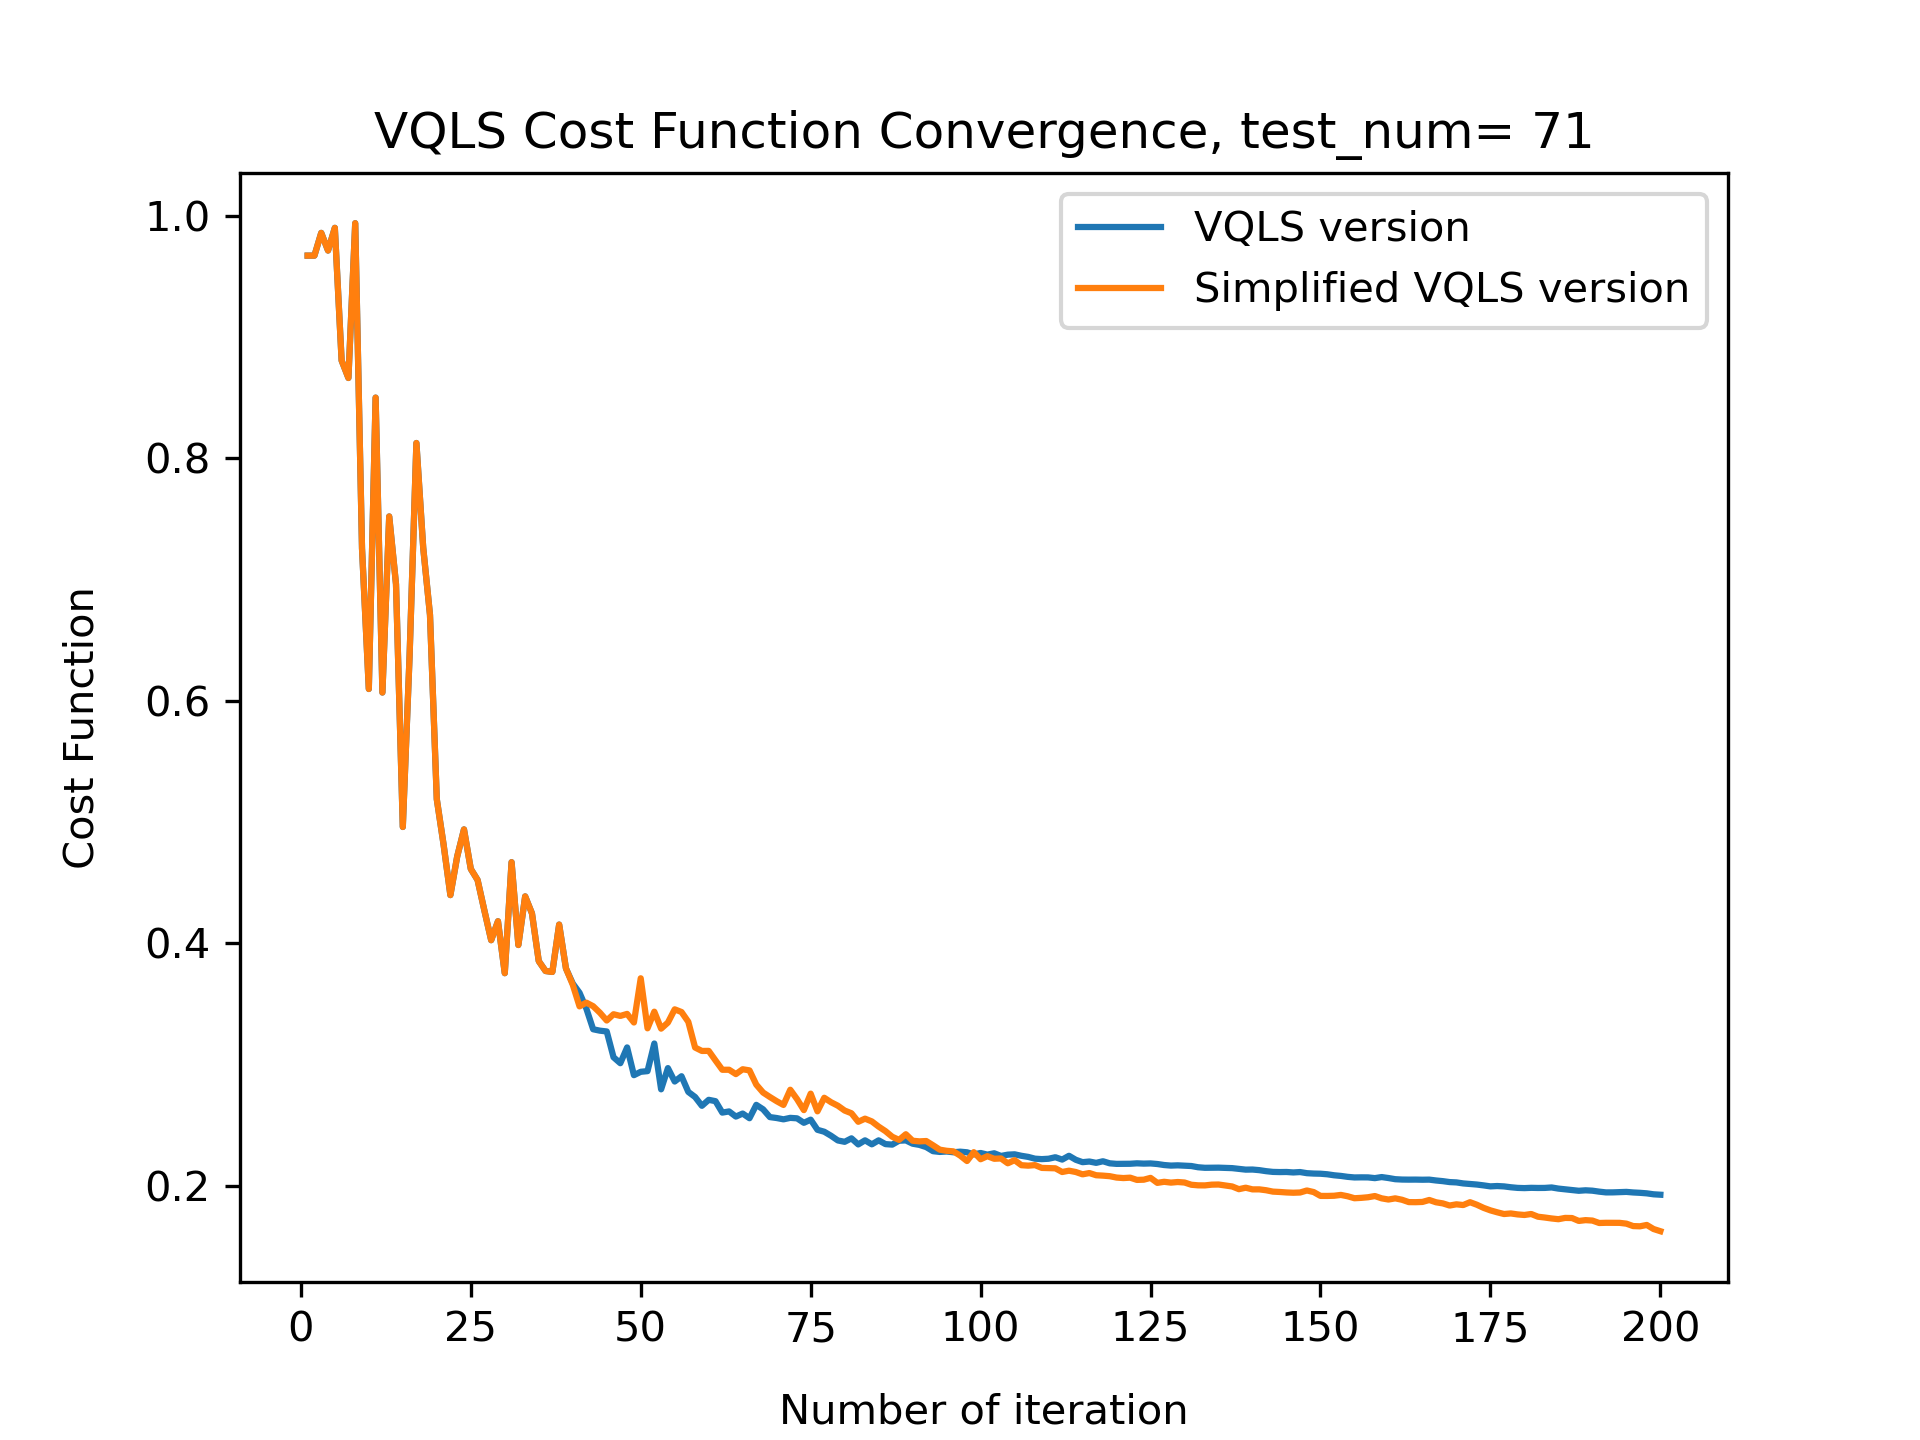 VQLS Cost Function Convergence, test_num= 71
VQLS version
Simplified VQLS version
1.0
0.8
0.6
0.4
0.2
Cost Function
0 25 50 75 100 125 150 175 200
Number of iteration